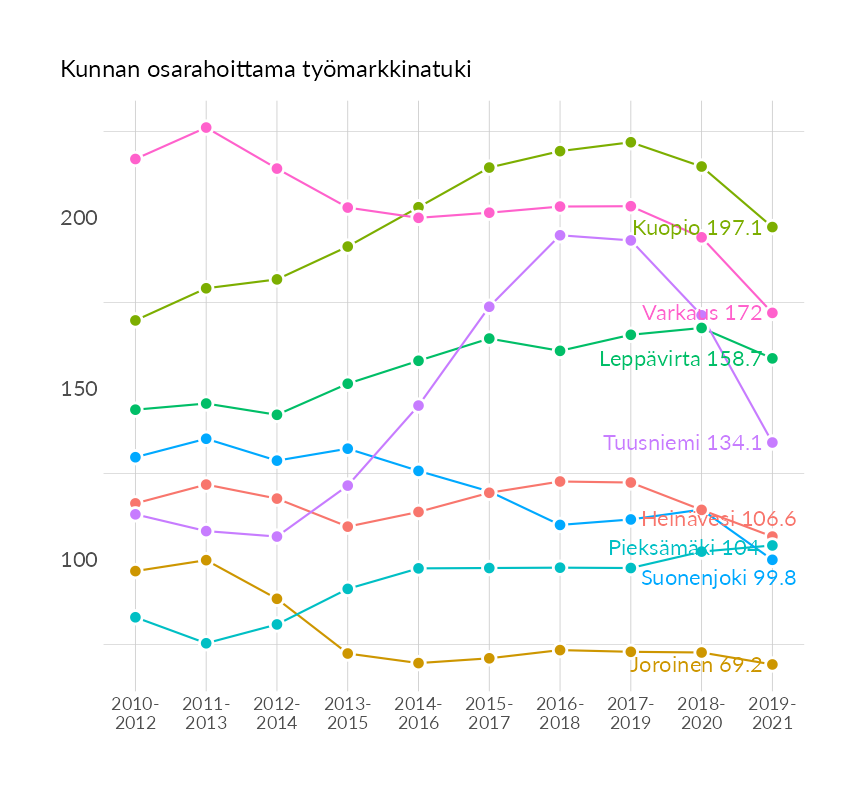 Kunnan osarahoittama työmarkkinatuki
200
150
100
Kuopio 197.1
Varkaus 172
Leppävirta 158.7
Tuusniemi 134.1
Heinävesi 106.6
Pieksämäki 104
Suonenjoki 99.8
Joroinen 69.2
2010-
2012
2011-
2013
2012-
2014
2013-
2015
2014-
2016
2015-
2017
2016-
2018
2017-
2019
2018-
2020
2019-
2021